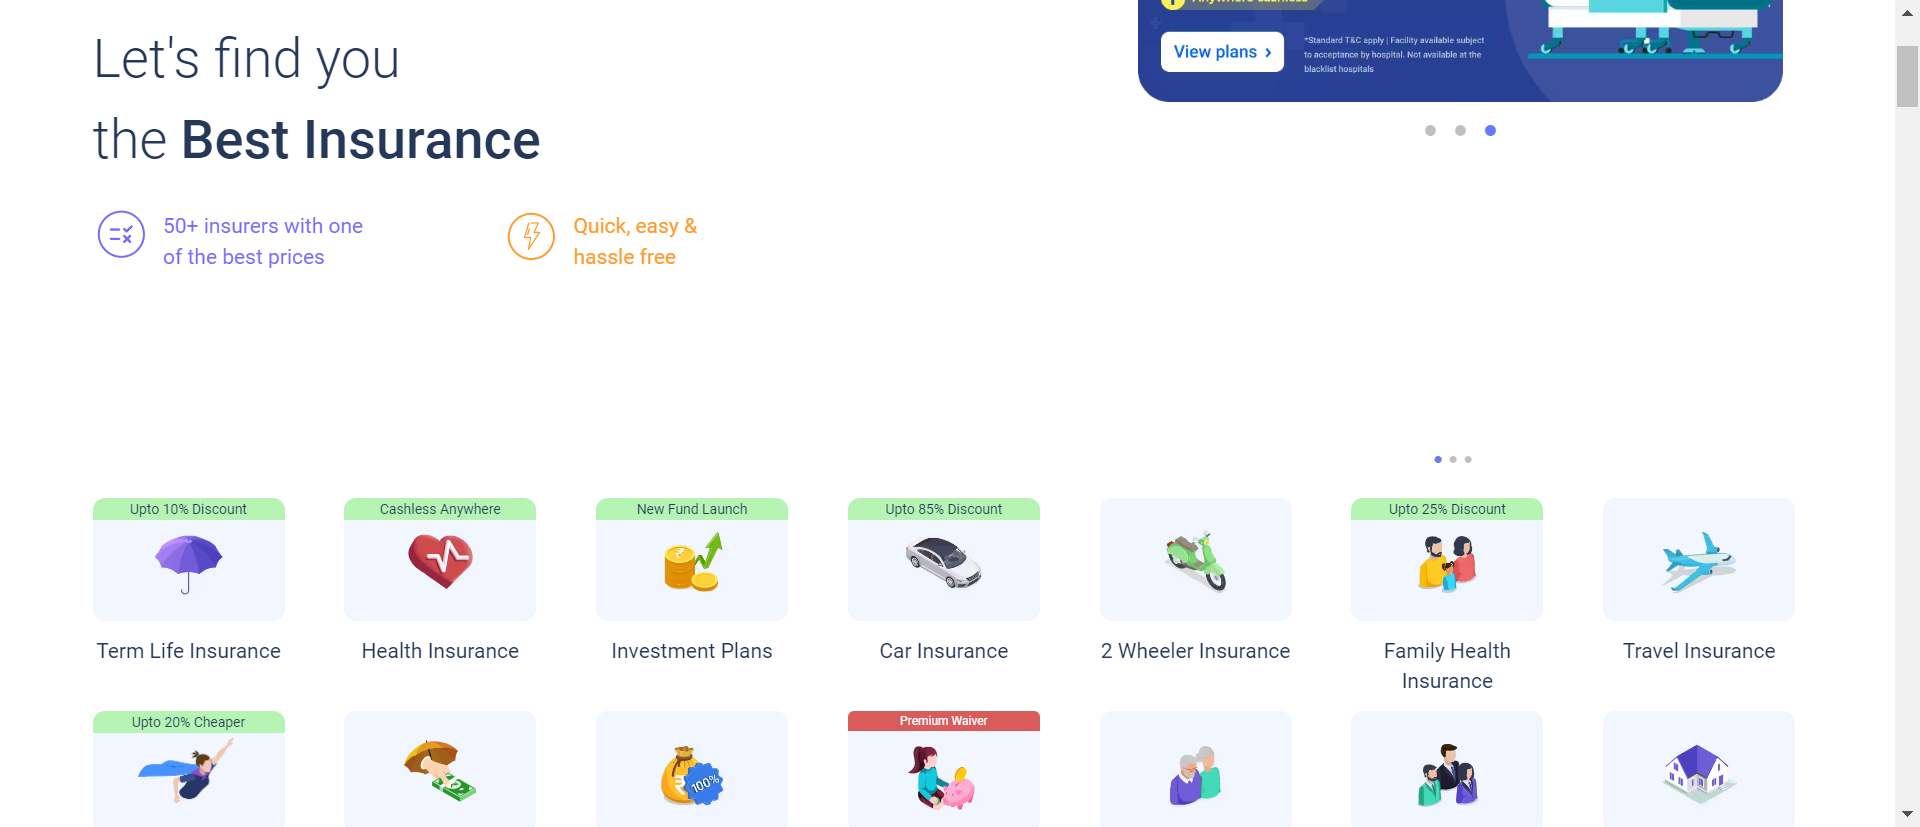 Let's find you
the Best Insurance
50+ insurers with one
of the best prices
Quick, easy &
hassle free
Anywhere cashless
View plans ›
*Standard T&C apply | Facility available subject
to acceptance by hospital. Not available at the
blacklist hospitals
Upto 10% Discount
Cashless Anywhere
New Fund Launch
Upto 85% Discount
Upto 25% Discount
Term Life Insurance
Health Insurance
Investment Plans
Car Insurance
2 Wheeler Insurance
Family Health
Insurance
Travel Insurance
Upto 20% Cheaper
Premium Waiver
₹
100%